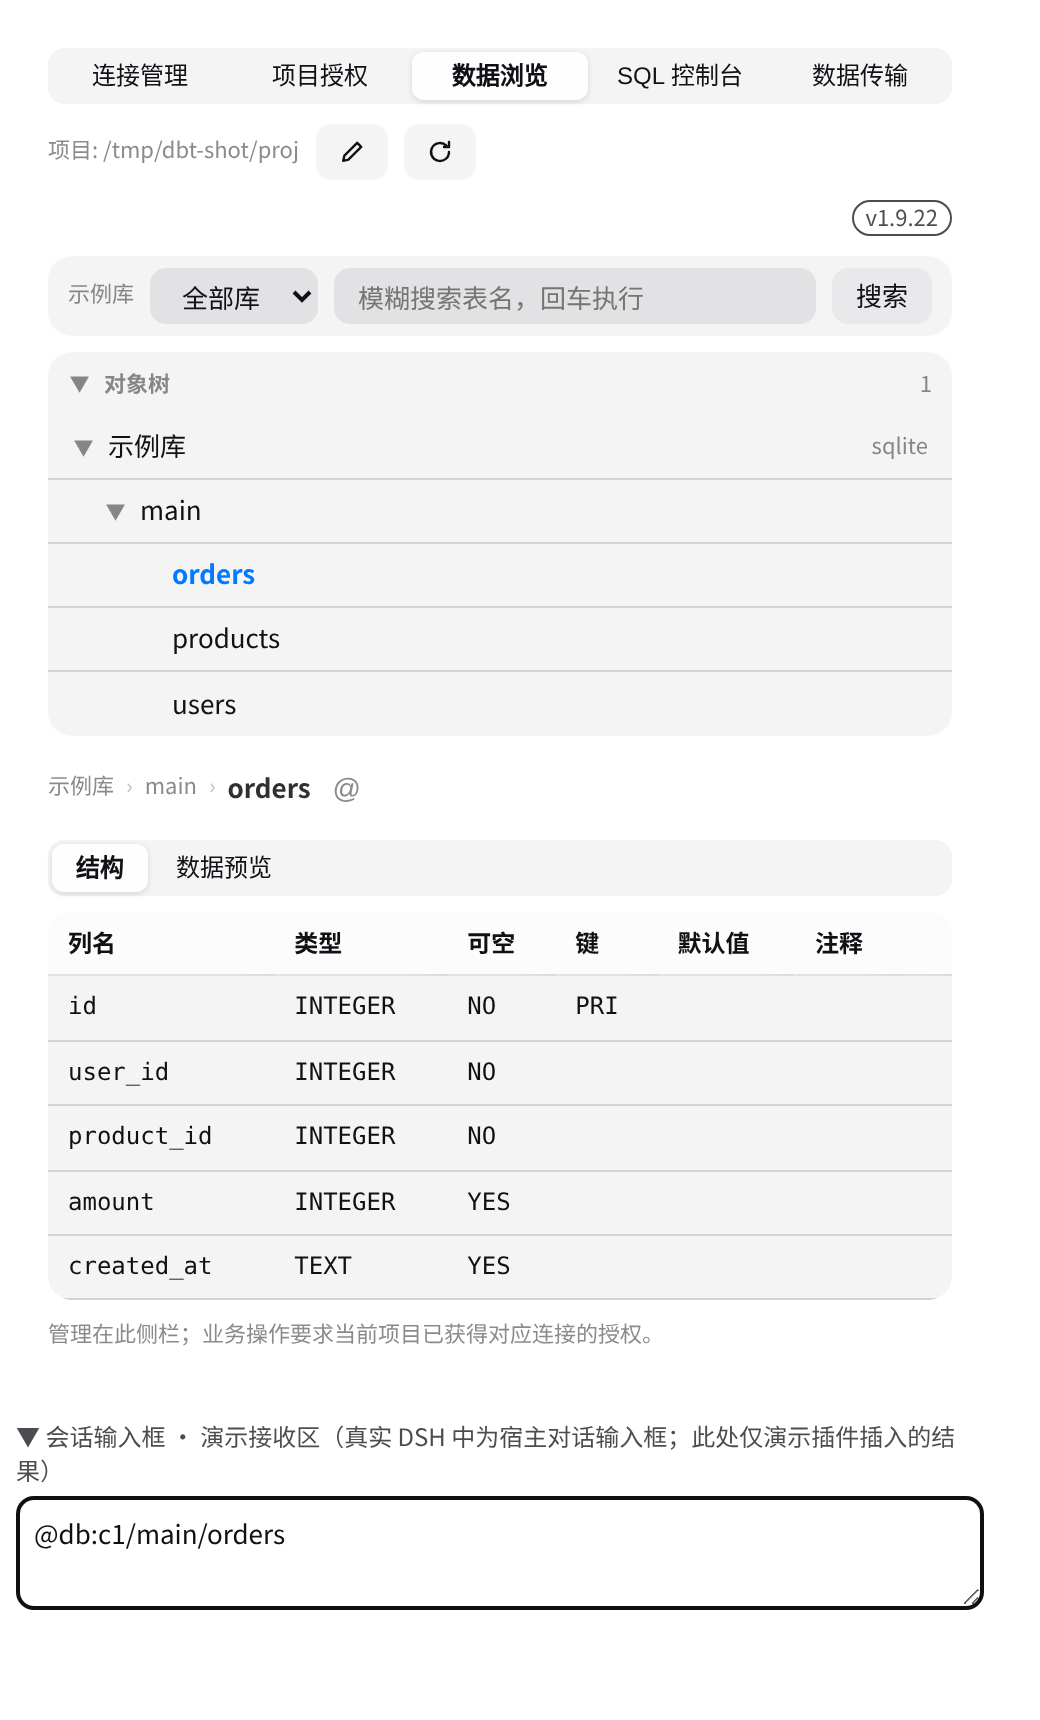 连接管理 项目授权 数据浏览 SQL 控制台 数据传输
项目: /tmp/dbt-shot/proj
v1.9.22
示例库 全部库 模糊搜索表名，回车执行 搜索
▼ 对象树 1
▼ 示例库 sqlite
▼ main
orders
products
users
示例库 › main › orders @
结构 数据预览
列名 类型 可空 键 默认值 注释
id INTEGER NO PRI
user_id INTEGER NO
product_id INTEGER NO
amount INTEGER YES
created_at TEXT YES
管理在此侧栏；业务操作要求当前项目已获得对应连接的授权。
▼ 会话输入框 · 演示接收区（真实 DSH 中为宿主对话输入框；此处仅演示插件插入的结
果）
@db:c1/main/orders